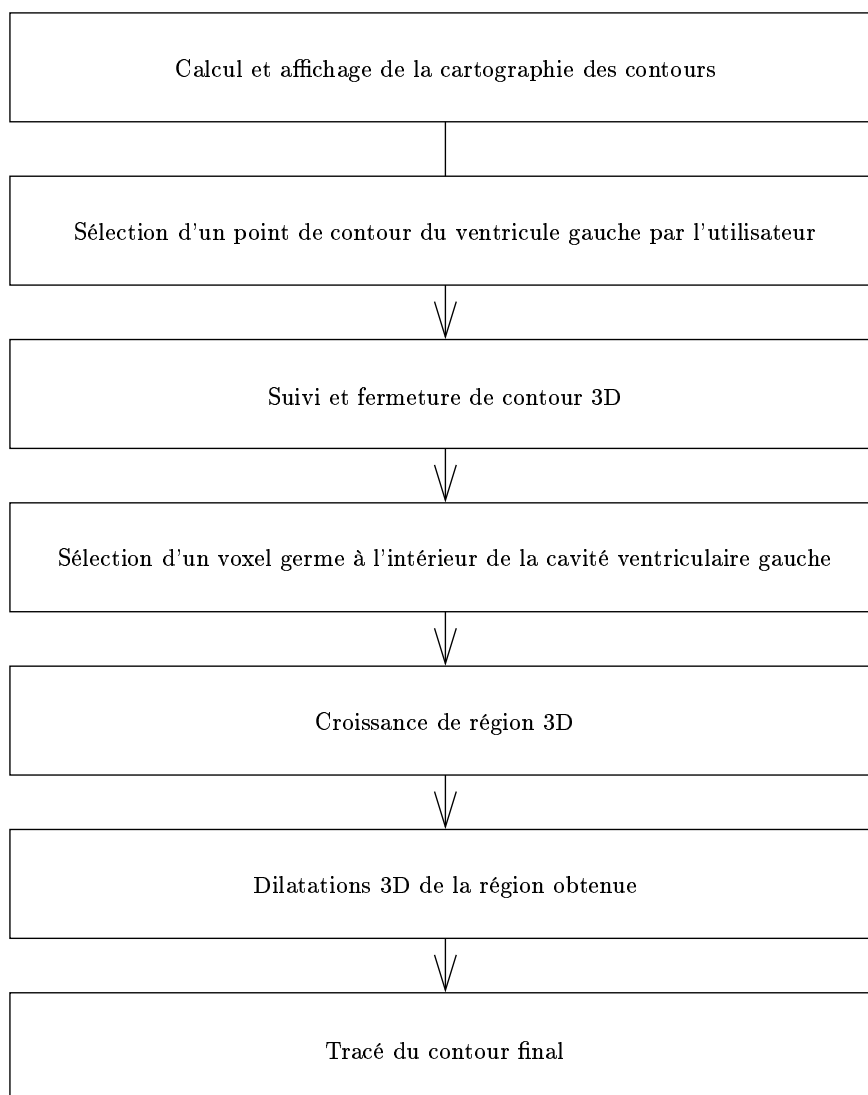 Calcul et affichage de la cartographie des contours
Sélection d'un point de contour du ventricule gauche par l'utilisateur
Suivi et fermeture de contour 3D
Sélection d'un voxel germe à l'intérieur de la cavité ventriculaire gauche
Croissance de région 3D
Dilatations 3D de la région obtenue
Tracé du contour final